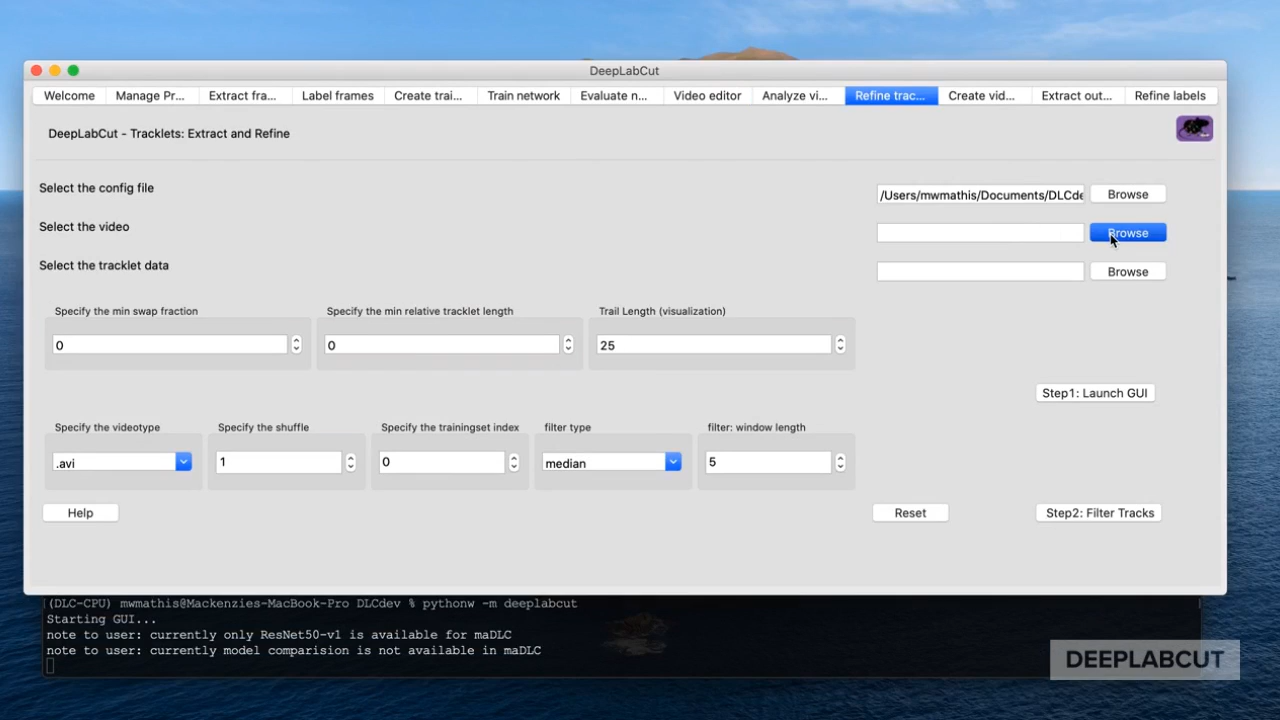 DeepLabCut
Welcome Manage Pr... Extract fra... Label frames Create trai... Train network Evaluate n... Video editor Analyze vi... Refine trac... Create vid... Extract out... Refine labels
DeepLabCut - Tracklets: Extract and Refine
Select the config file /Users/mwmathis/Documents/DLCde Browse
Select the video Browse
Select the tracklet data Browse
Specify the min swap fraction Specify the min relative tracklet length Trail Length (visualization)
0 0 25
Step1: Launch GUI
Specify the videotype Specify the shuffle Specify the trainingset index filter type filter: window length
.avi 1 0 median 5
Help Reset Step2: Filter Tracks
(DLC-CPU) mwmathis@Mackenzies-MacBook-Pro DLCdev % pythonw -m deeplabcut
Starting GUI...
note to user: currently only ResNet50-v1 is available for maDLC
note to user: currently model comparision is not available in maDLC
DEEPLABCUT